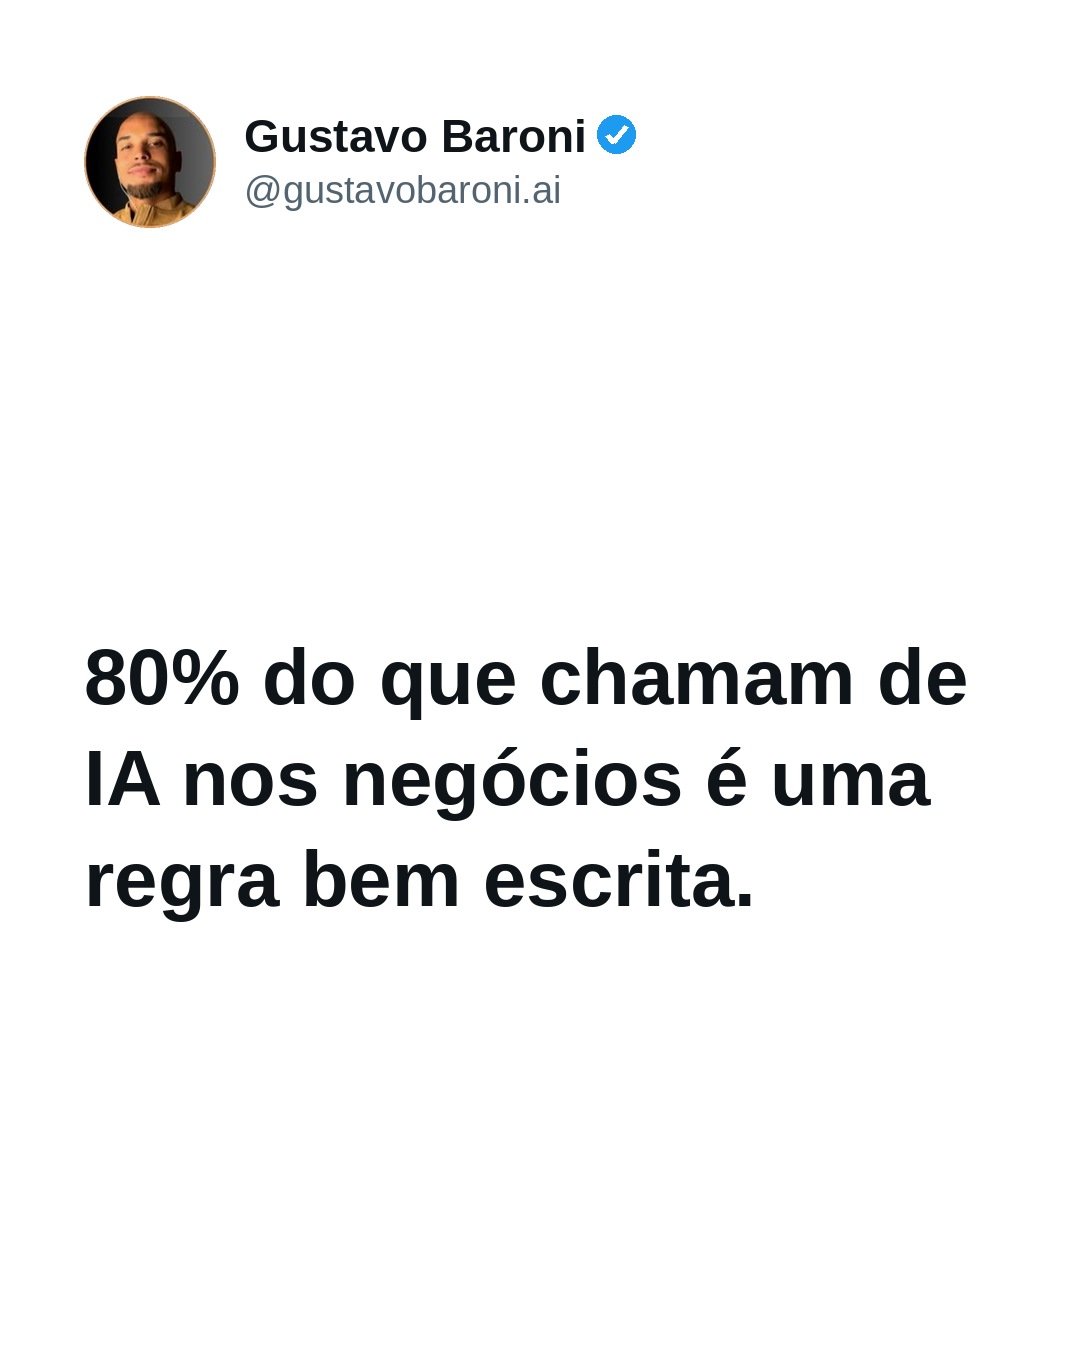 Gustavo Baroni
@gustavobaroni.ai
80% do que chamam de
IA nos negócios é uma
regra bem escrita.